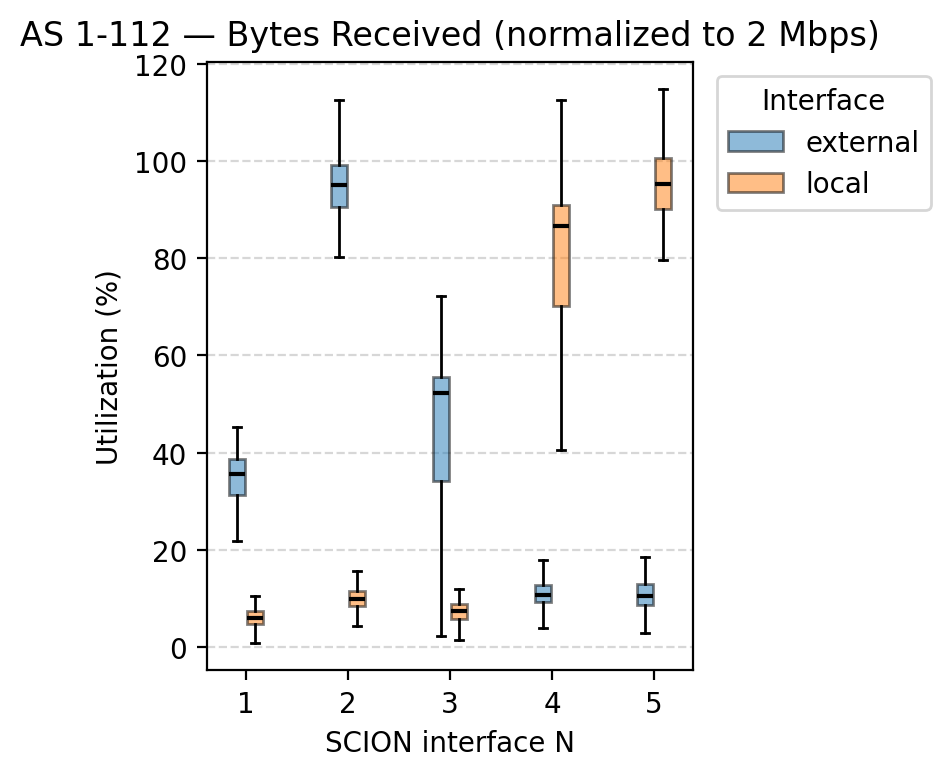 AS 1-112 — Bytes Received (normalized to 2 Mbps)
120
100
80
60
40
20
0
Utilization (%)
1 2 3 4 5
SCION interface N
Interface
external
local